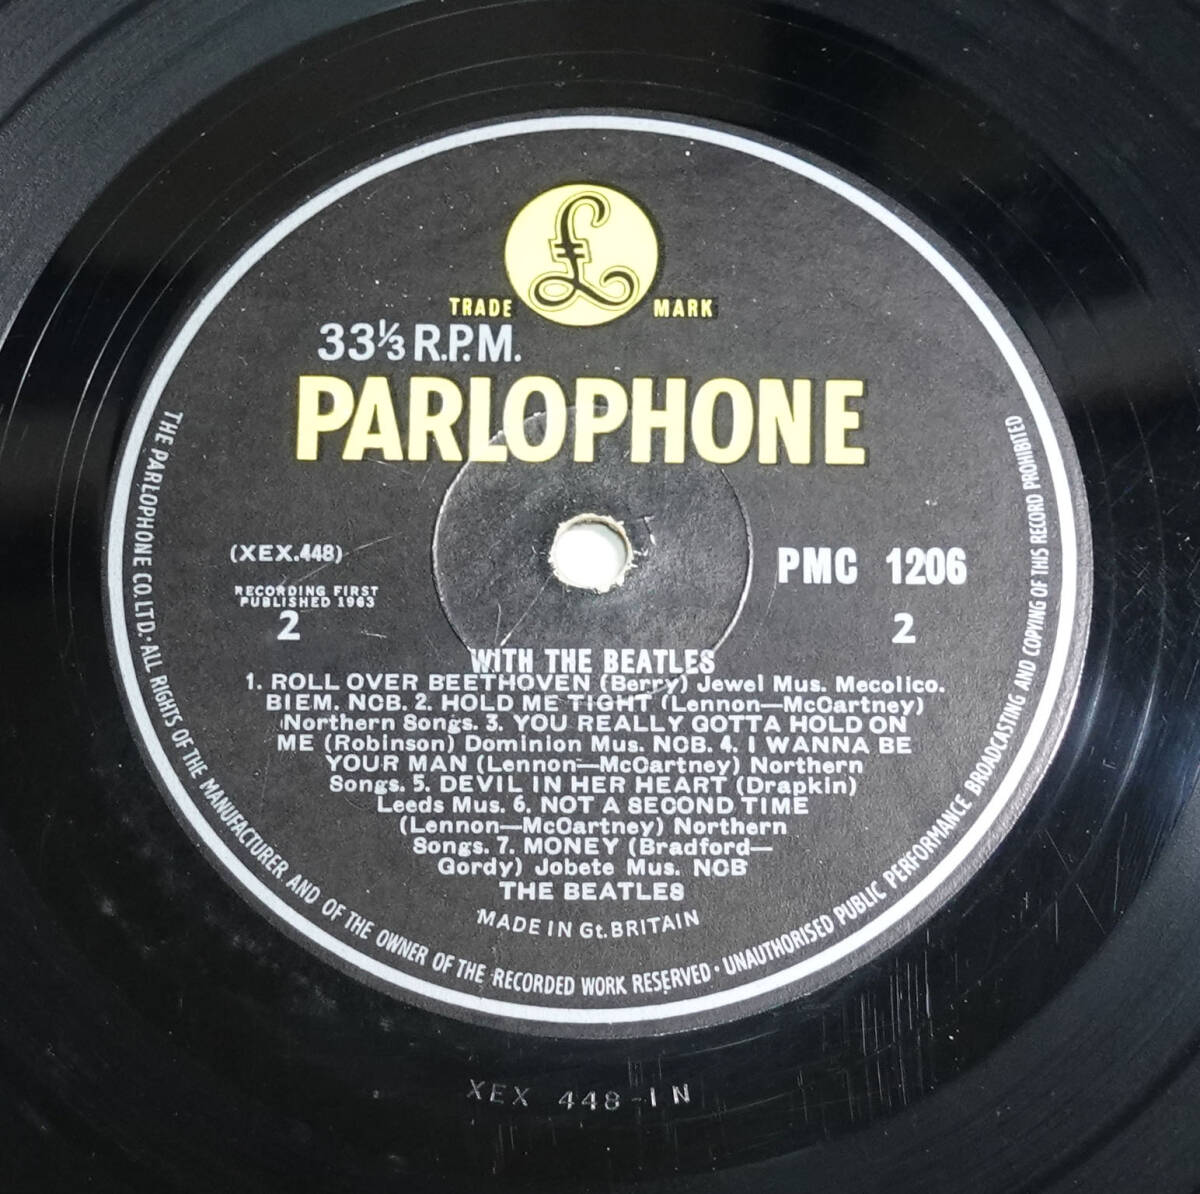 £
TRADE MARK
33⅓ R.P.M.
PARLOPHONE
(XEX.448)
RECORDING FIRST
PUBLISHED 1963
2
PMC 1206
2
WITH THE BEATLES
1. ROLL OVER BEETHOVEN (Berry) Jewel Mus. Mecolico.
BIEM. NCB. 2. HOLD ME TIGHT (Lennon—McCartney)
Northern Songs. 3. YOU REALLY GOTTA HOLD ON
ME (Robinson) Dominion Mus. NCB. 4. I WANNA BE
YOUR MAN (Lennon—McCartney) Northern
Songs. 5. DEVIL IN HER HEART (Drapkin)
Leeds Mus. 6. NOT A SECOND TIME
(Lennon—McCartney) Northern
Songs. 7. MONEY (Bradford—
Gordy) Jobete Mus. NCB
THE BEATLES
MADE IN Gt. BRITAIN
THE PARLOPHONE CO. LTD. · ALL RIGHTS OF THE MANUFACTURER AND OF THE OWNER OF THE RECORDED WORK RESERVED · UNAUTHORISED PUBLIC PERFORMANCE BROADCASTING AND COPYING OF THIS RECORD PROHIBITED
XEX 448-1N